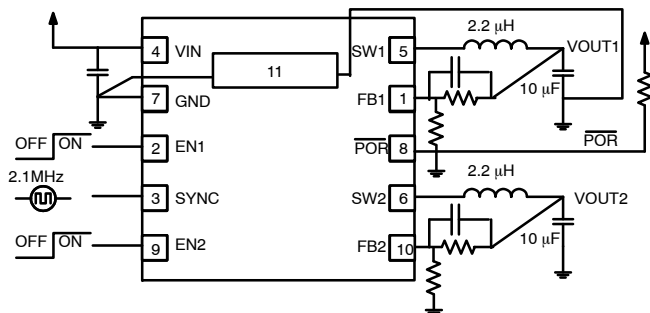 2.2 μH
4 VIN SW1 5 VOUT1
11
7 GND FB1 1 10 μF
OFF ON 2 EN1 POR 8 POR
2.1MHz 2.2 μH
3 SYNC SW2 6 VOUT2
OFF ON 9 EN2 FB2 10 10 μF